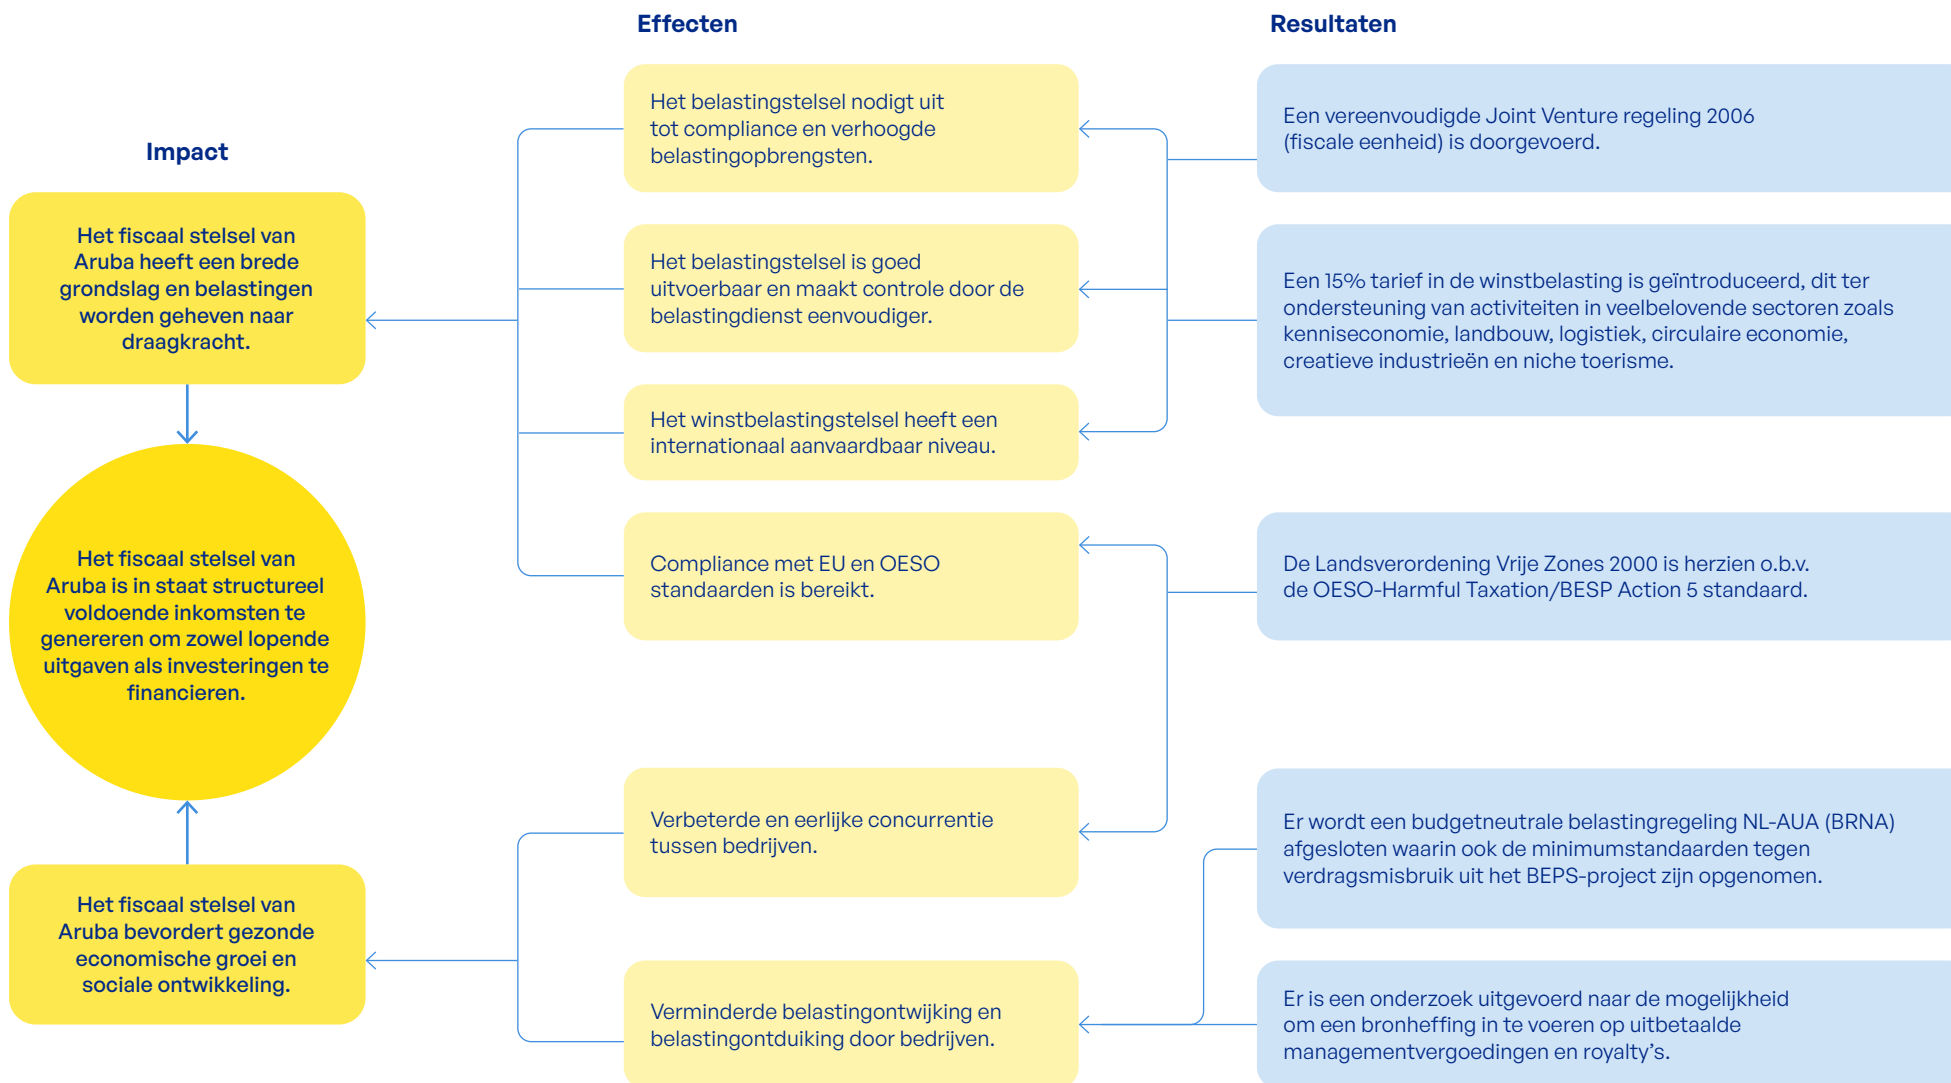 Impact
Het fiscaal stelsel van
Aruba heeft een brede
grondslag en belastingen
worden geheven naar
draagkracht.
Het fiscaal stelsel van
Aruba is in staat structureel
voldoende inkomsten te
genereren om zowel lopende
uitgaven als investeringen te
financieren.
Het fiscaal stelsel van
Aruba bevordert gezonde
economische groei en
sociale ontwikkeling.
Effecten
Het belastingstelsel nodigt uit
tot compliance en verhoogde
belastingopbrengsten.
Het belastingstelsel is goed
uitvoerbaar en maakt controle door de
belastingdienst eenvoudiger.
Het winstbelastingstelsel heeft een
internationaal aanvaardbaar niveau.
Compliance met EU en OESO
standaarden is bereikt.
Verbeterde en eerlijke concurrentie
tussen bedrijven.
Verminderde belastingontwijking en
belastingontduiking door bedrijven.
Resultaten
Een vereenvoudigde Joint Venture regeling 2006
(fiscale eenheid) is doorgevoerd.
Een 15% tarief in de winstbelasting is geïntroduceerd, dit ter
ondersteuning van activiteiten in veelbelovende sectoren zoals
kenniseconomie, landbouw, logistiek, circulaire economie,
creatieve industrieën en niche toerisme.
De Landsverordening Vrije Zones 2000 is herzien o.b.v.
de OESO-Harmful Taxation/BESP Action 5 standaard.
Er wordt een budgetneutrale belastingregeling NL-AUA (BRNA)
afgesloten waarin ook de minimumstandaarden tegen
verdragsmisbruik uit het BEPS-project zijn opgenomen.
Er is een onderzoek uitgevoerd naar de mogelijkheid
om een bronheffing in te voeren op uitbetaalde
managementvergoedingen en royalty's.